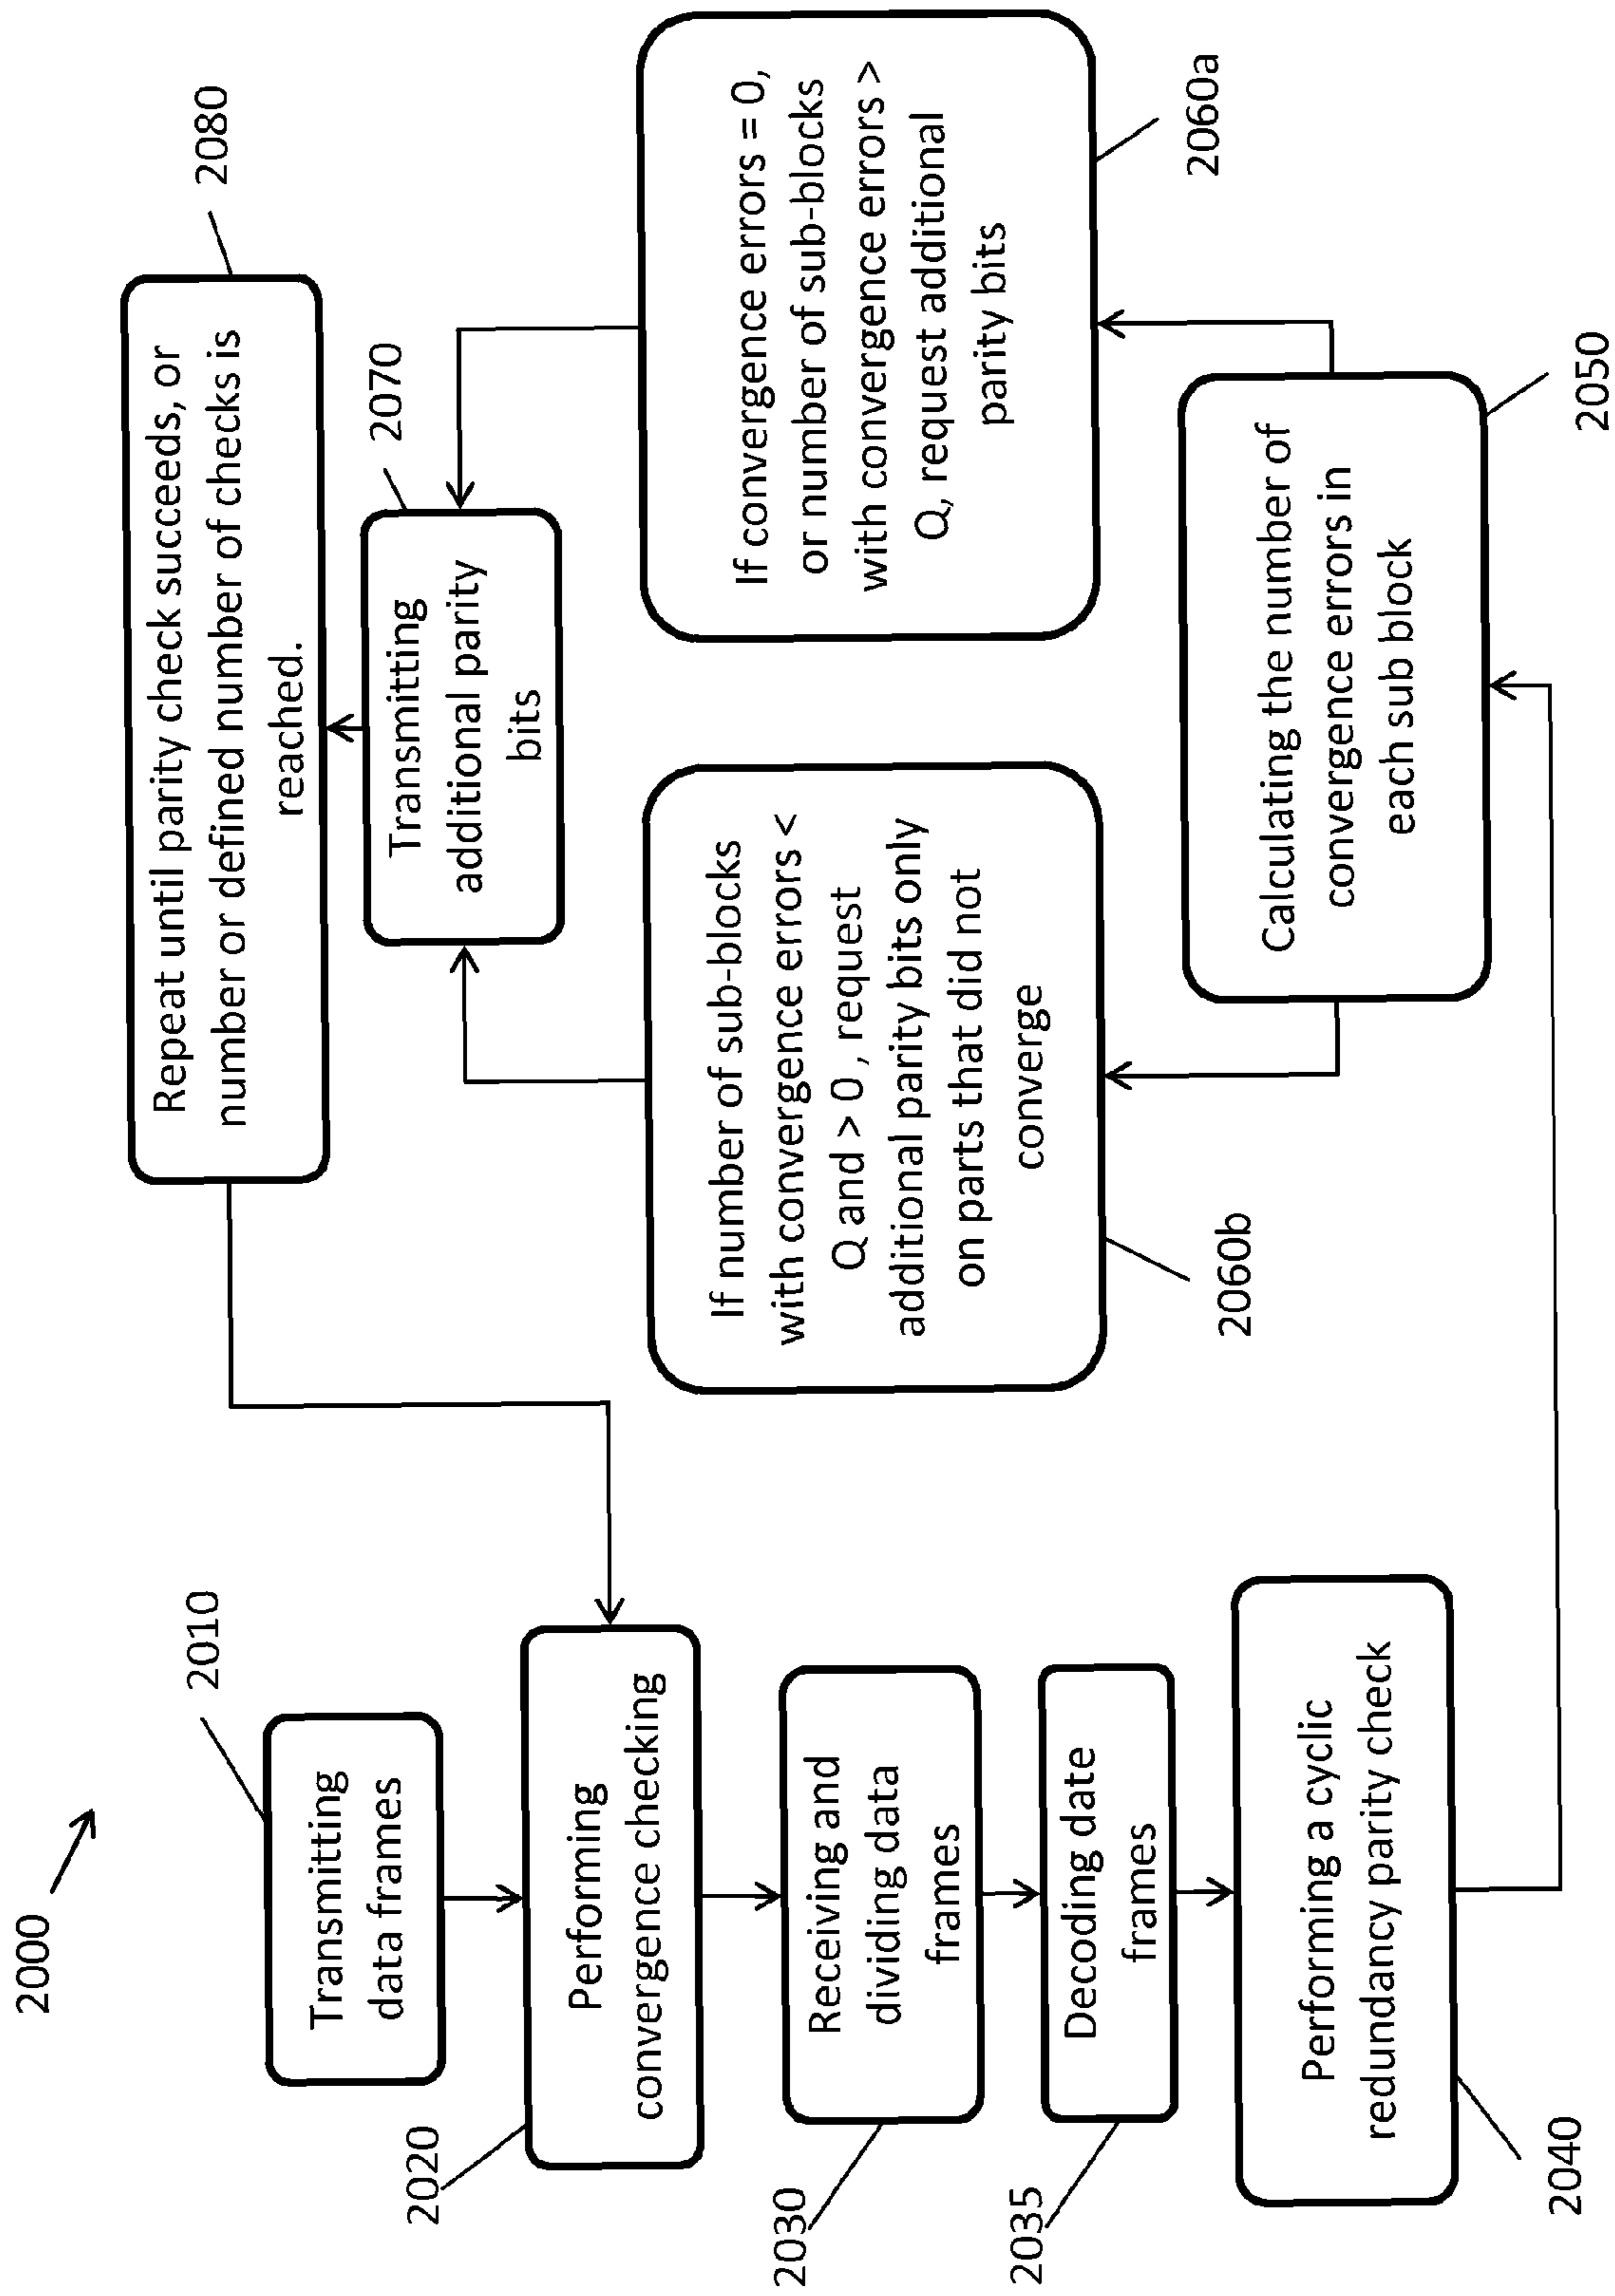 2000
2010
Transmitting
data frames
2020
Performing
convergence checking
2030
Receiving and
dividing data
frames
2035
Decoding date
frames
2040
Performing a cyclic
redundancy parity check
2080
Repeat until parity check succeeds, or
number or defined number of checks is
reached.
2070
Transmitting
additional parity
bits
2060b
If number of sub-blocks
with convergence errors <
Q and > 0 , request
additional parity bits only
on parts that did not
converge
2060a
If convergence errors = 0,
or number of sub-blocks
with convergence errors >
Q, request additional
parity bits
2050
Calculating the number of
convergence errors in
each sub block